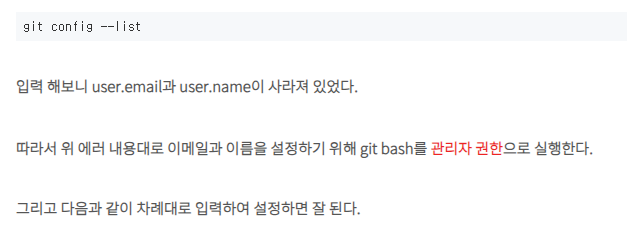 git config --list
입력 해보니 user.email과 user.name이 사라져 있었다.
따라서 위 에러 내용대로 이메일과 이름을 설정하기 위해 git bash를 관리자 권한으로 실행한다.
그리고 다음과 같이 차례대로 입력하여 설정하면 잘 된다.